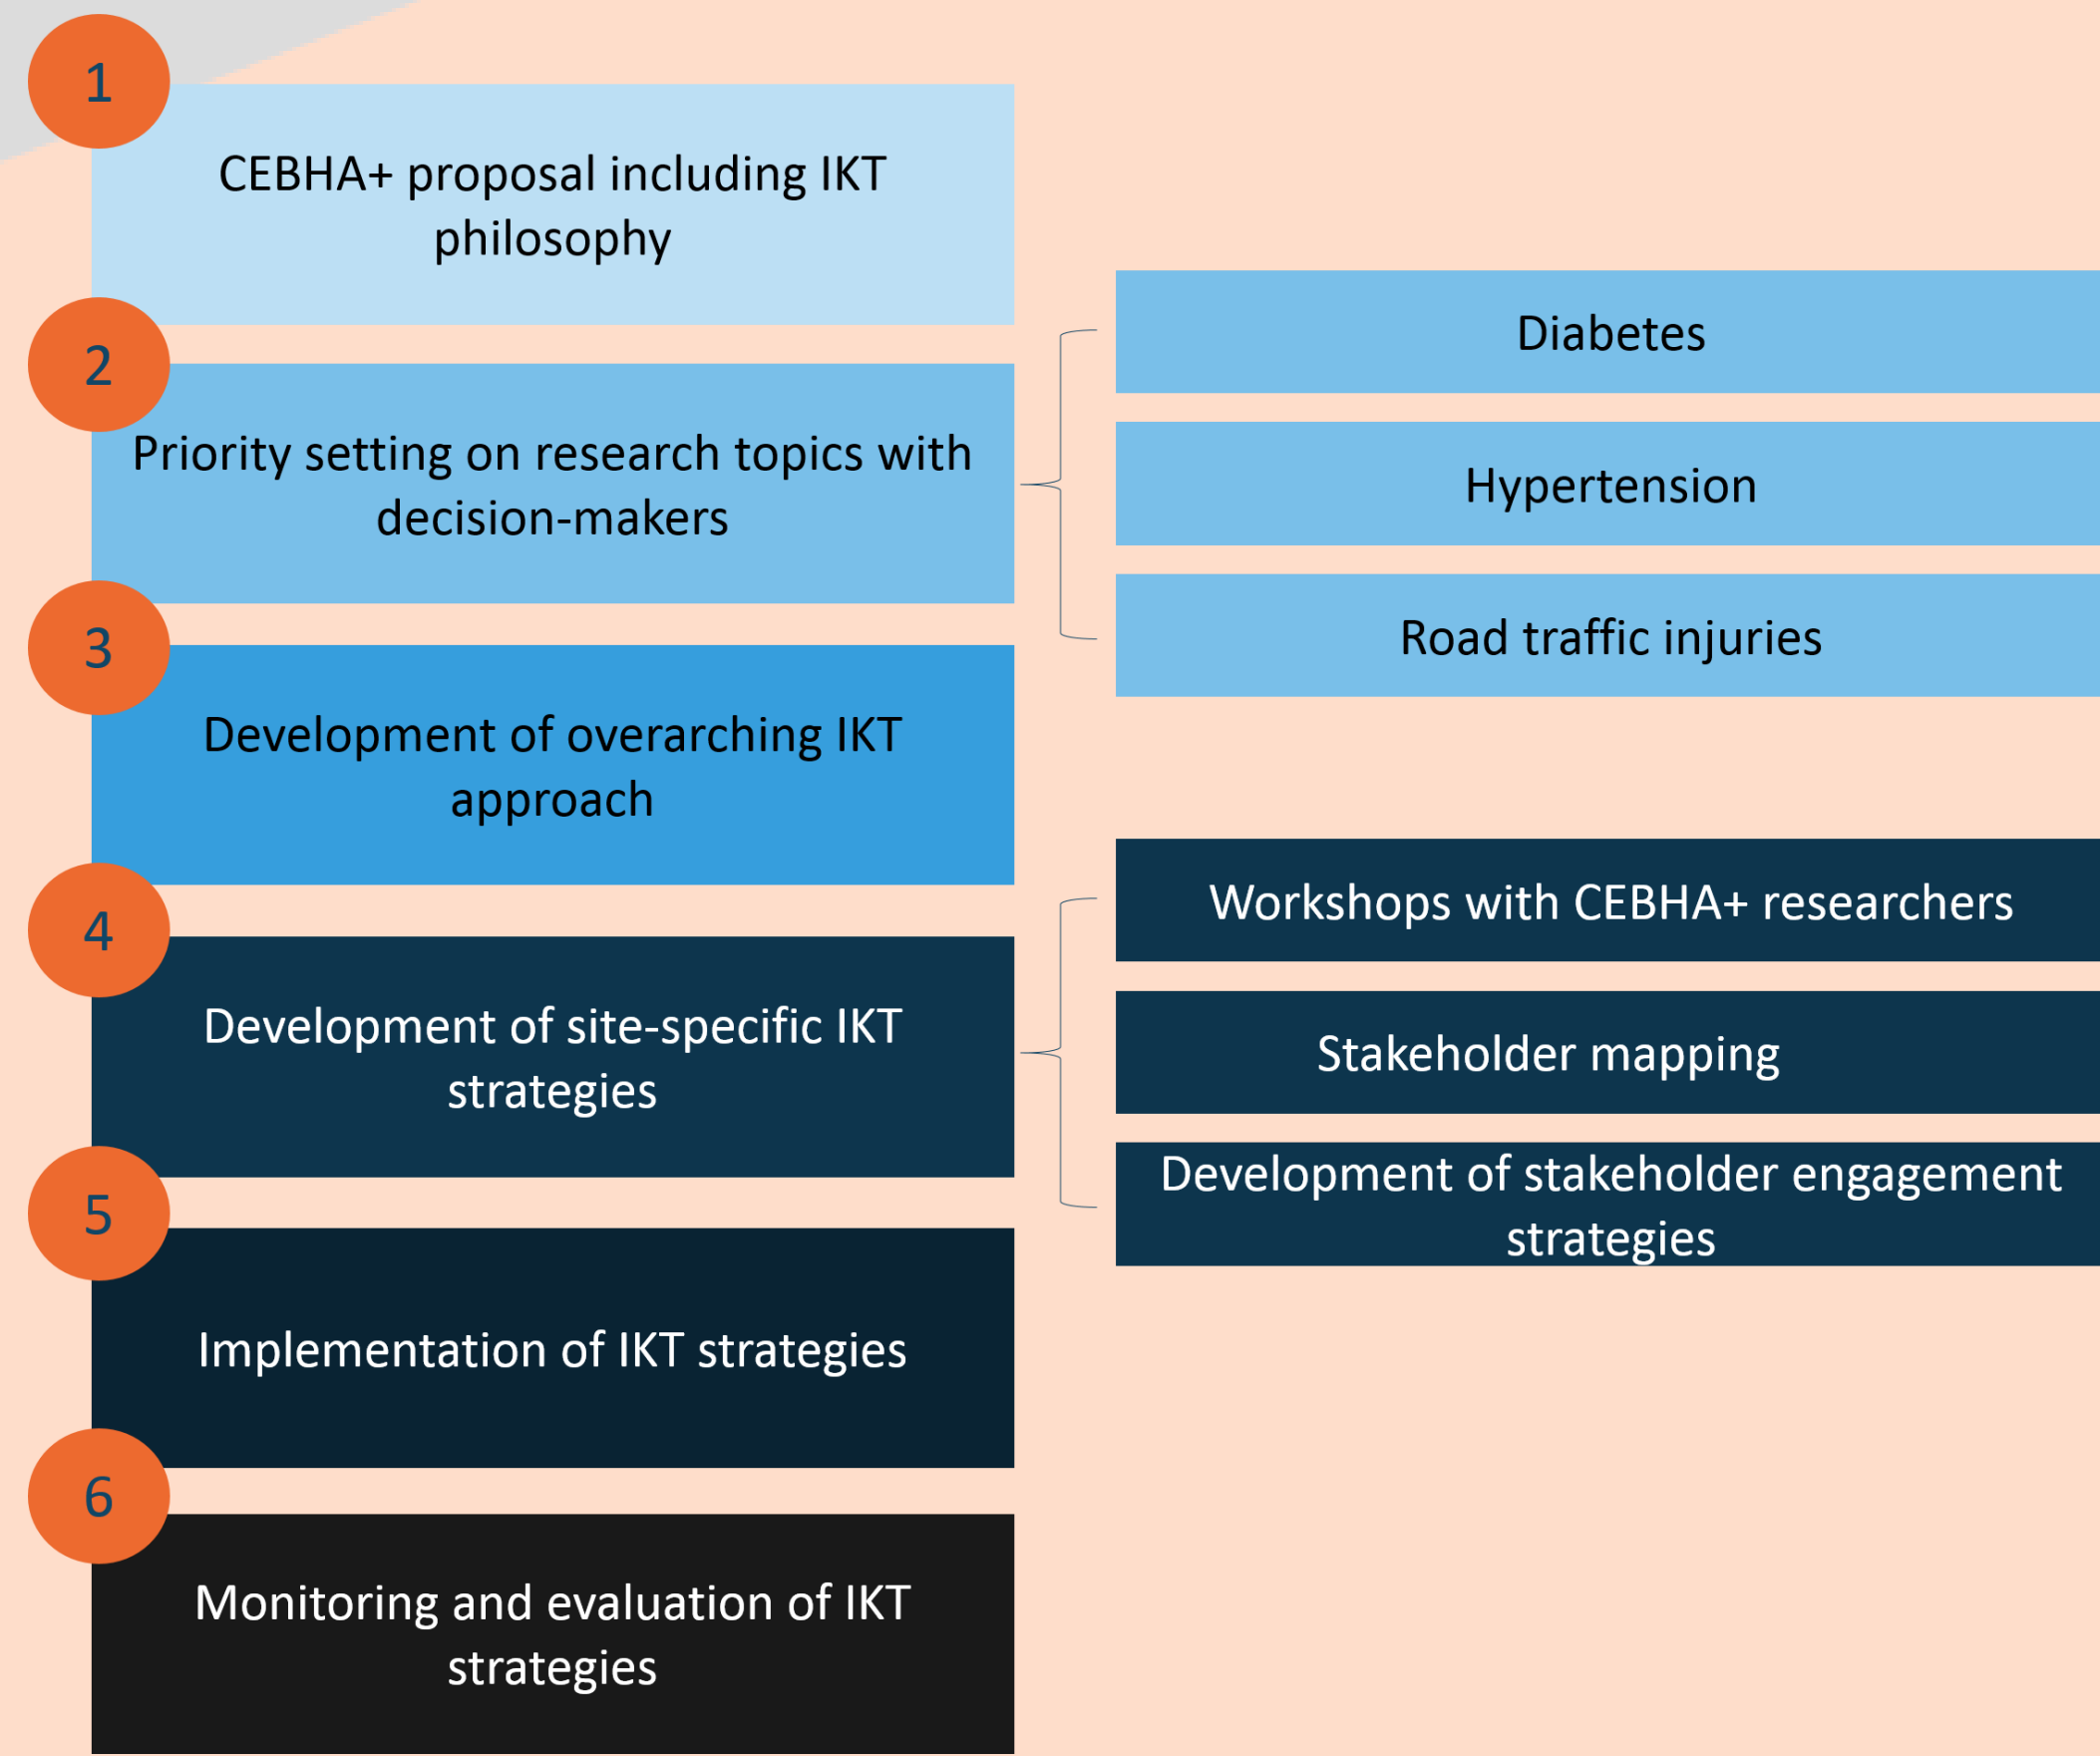 1
CEBHA+ proposal including IKT
philosophy
2
Priority setting on research topics with
decision-makers
Diabetes
Hypertension
Road traffic injuries
3
Development of overarching IKT
approach
4
Development of site-specific IKT
strategies
Workshops with CEBHA+ researchers
Stakeholder mapping
Development of stakeholder engagement
strategies
5
Implementation of IKT strategies
6
Monitoring and evaluation of IKT
strategies